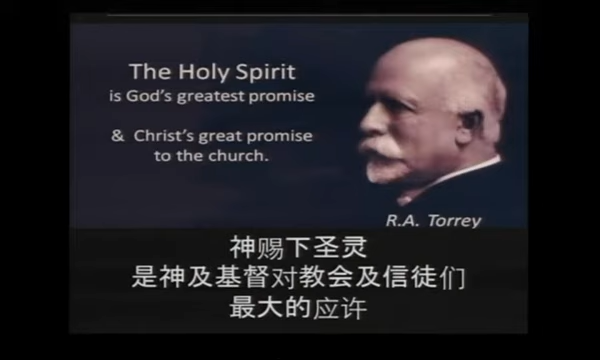 The Holy Spirit
is God's greatest promise
& Christ's great promise
to the church.
R.A. Torrey
神赐下圣灵
是神及基督对教会及信徒们
最大的应许